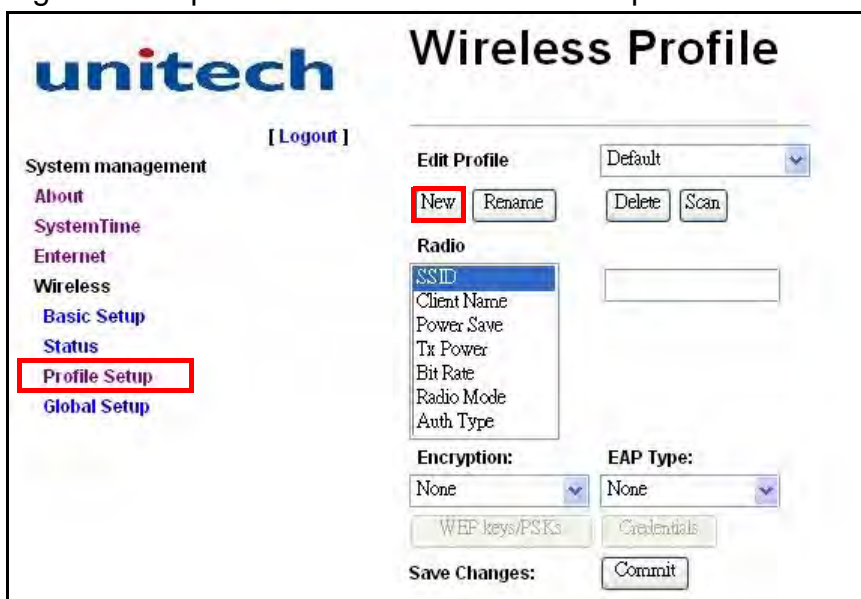 unitech
Wireless Profile
[ Logout ]
System management
About
SystemTime
Enternet
Wireless
Basic Setup
Status
Profile Setup
Global Setup
Edit Profile
Default
New
Rename
Delete
Scan
Radio
SSID
Client Name
Power Save
Tx Power
Bit Rate
Radio Mode
Auth Type
Encryption:
EAP Type:
None
None
WEP keys/PSKs
Credentials
Save Changes:
Commit